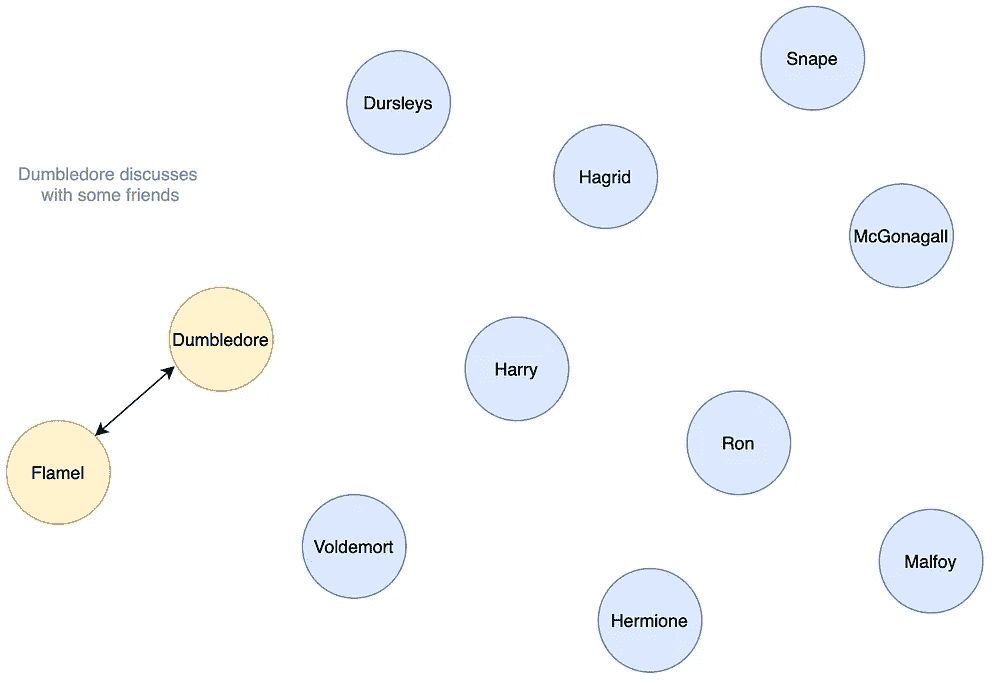 Snape
Dursleys
Hagrid
Dumbledore discusses
with some friends
McGonagall
Dumbledore
Harry
Ron
Flamel
Voldemort
Malfoy
Hermione